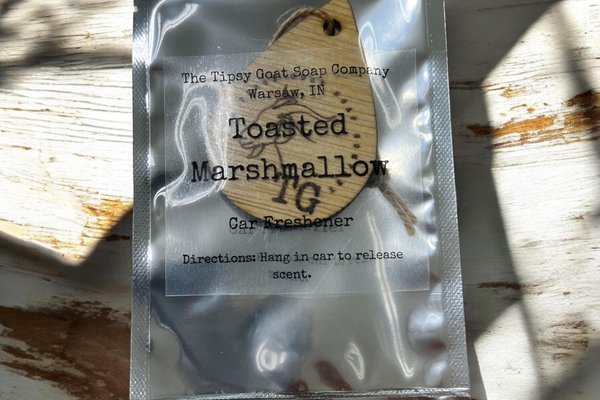 The Tipsy Goat Soap Company
Warsaw, IN
Toasted
Marshmallow
TG
Car Freshener
Directions: Hang in car to release
scent.